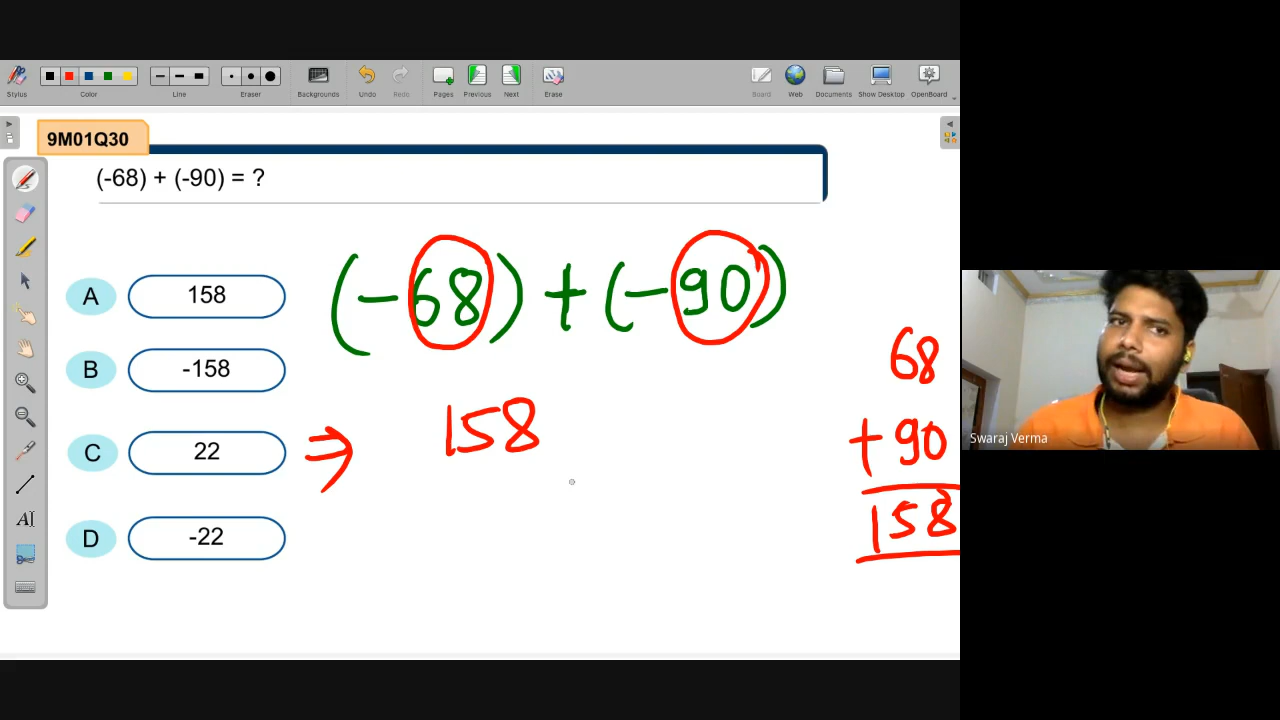 Stylus Color Line Eraser Backgrounds Undo Redo Pages Previous Next Erase Board Web Documents Show Desktop OpenBoard
9M01Q30
(-68) + (-90) = ?
(-68) + (-90)
A 158
B -158
C 22
D -22
⇒ 158
68
+ 90
158
Swaraj Verma
AI